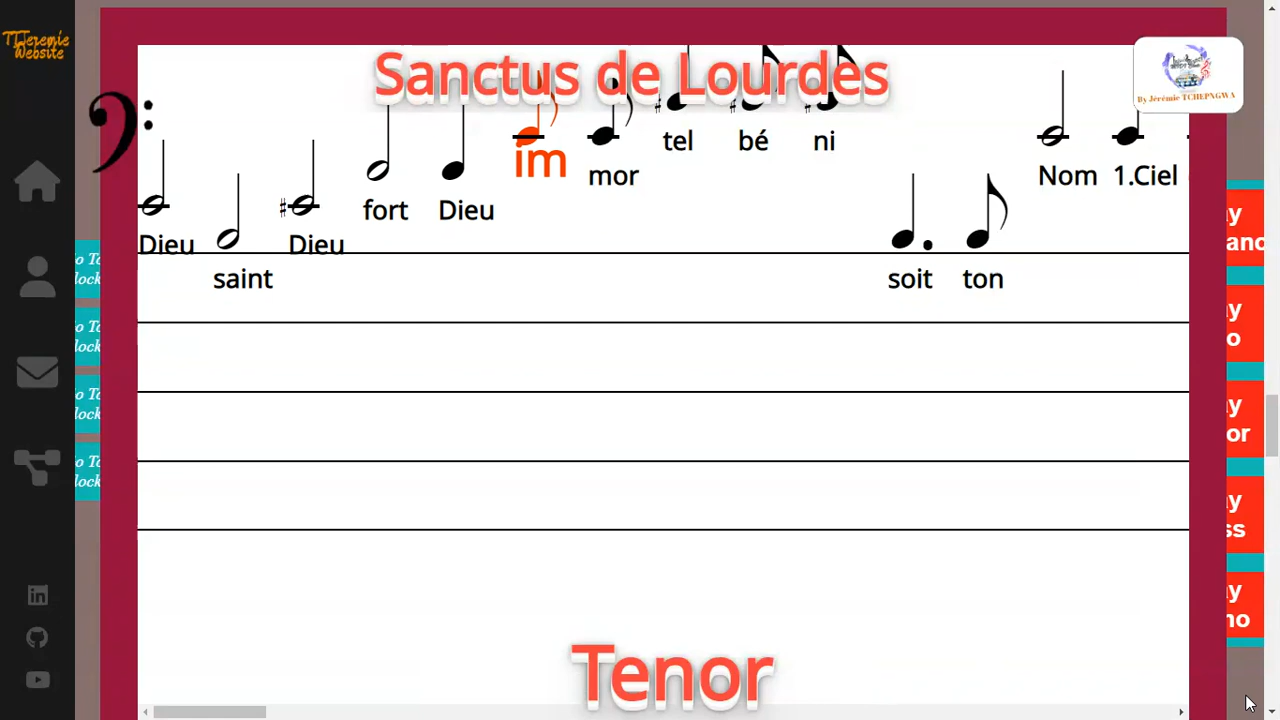 TTJeremie
Website
Sanctus de Lourdes
By Jérémie TCHEPNGWA
im mor tel bé ni
Nom 1.Ciel
fort Dieu
Dieu saint Dieu
soit ton
Tenor